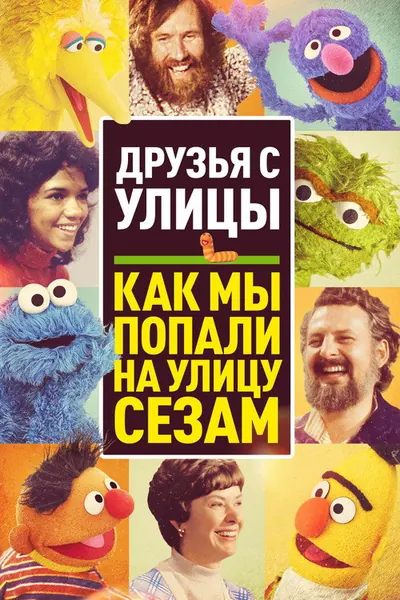 ДРУЗЬЯ С
УЛИЦЫ
КАК МЫ
ПОПАЛИ
НА УЛИЦУ
СЕЗАМ